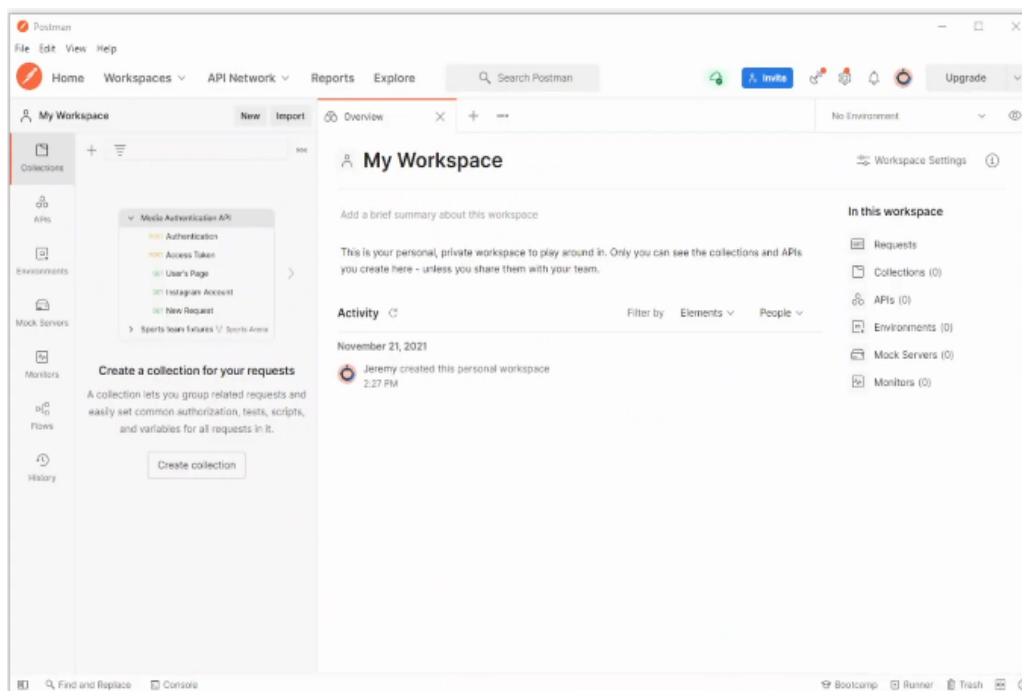 Postman
File Edit View Help
Home Workspaces API Network Reports Explore Search Postman Invite Upgrade
My Workspace New Import Overview No Environment
Collections
APIs
Environments
Mock Servers
Monitors
Flows
History
Media Authentication API
POST Authentication
POST Access Token
GET User's Page
GET Instagram Account
GET New Request
Sports team fixtures Sports Arena
Create a collection for your requests
A collection lets you group related requests and
easily set common authorization, tests, scripts,
and variables for all requests in it.
Create collection
My Workspace
Workspace Settings
Add a brief summary about this workspace
This is your personal, private workspace to play around in. Only you can see the collections and APIs
you create here - unless you share them with your team.
Activity Filter by Elements People
November 21, 2021
Jeremy created this personal workspace
2:27 PM
In this workspace
Requests
Collections (0)
APIs (0)
Environments (0)
Mock Servers (0)
Monitors (0)
Find and Replace Console Bootcamp Runner Trash